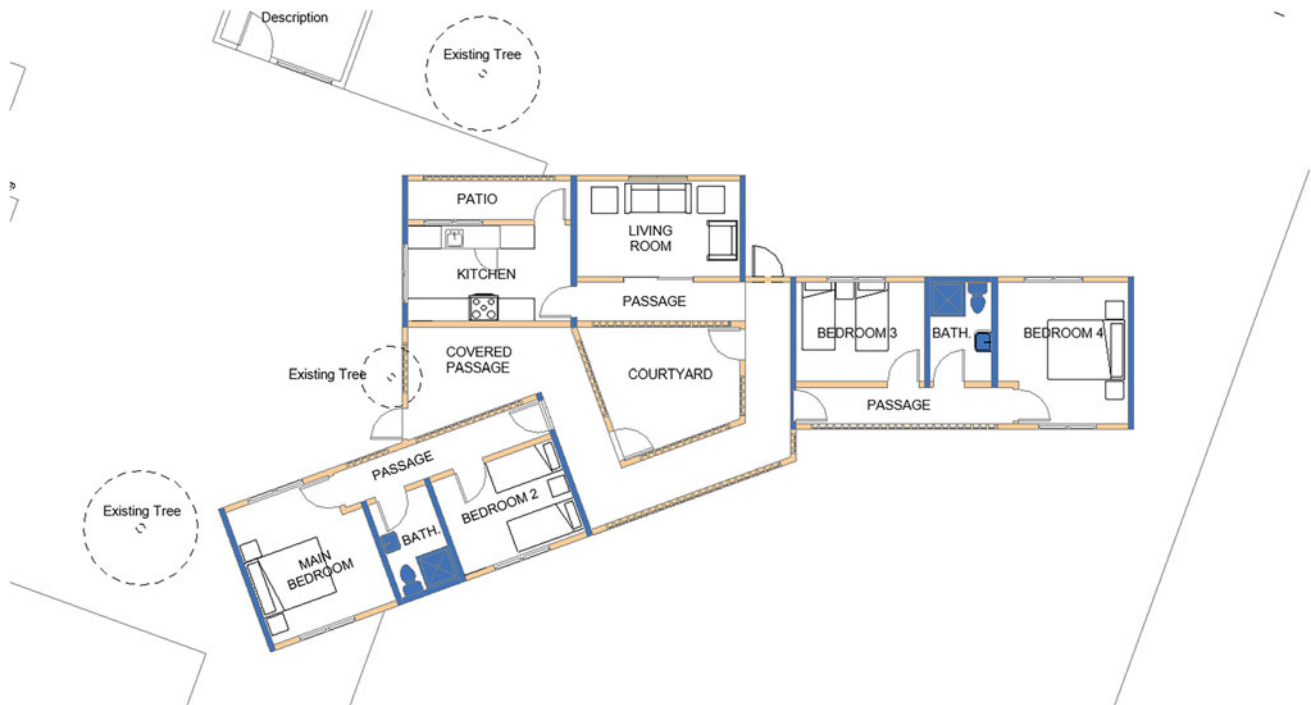 Description
Existing Tree
PATIO
LIVING
ROOM
KITCHEN
PASSAGE
BEDROOM 3
BATH.
BEDROOM 4
COVERED
PASSAGE
Existing Tree
COURTYARD
PASSAGE
PASSAGE
BEDROOM 2
Existing Tree
BATH.
MAIN
BEDROOM